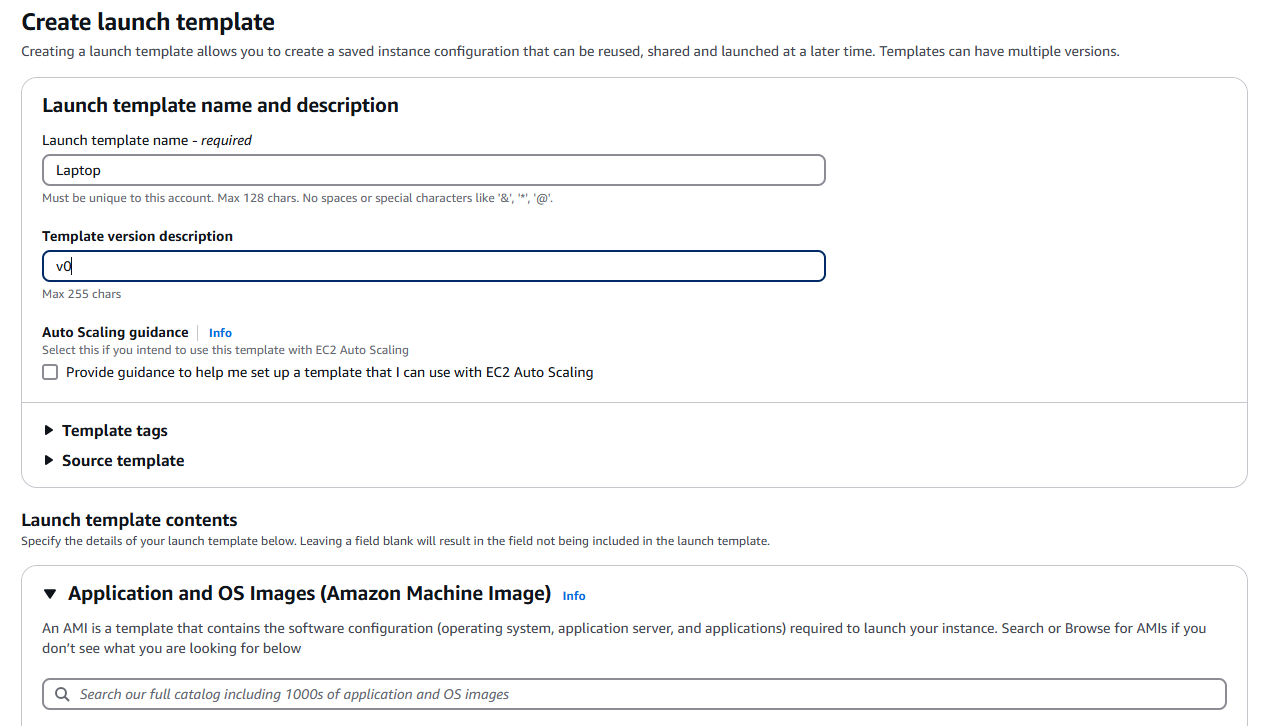 Create launch template
Creating a launch template allows you to create a saved instance configuration that can be reused, shared and launched at a later time. Templates can have multiple versions.
Launch template name and description
Launch template name - required
Laptop
Must be unique to this account. Max 128 chars. No spaces or special characters like '&', '*', '@'.
Template version description
v0
Max 255 chars
Auto Scaling guidance Info
Select this if you intend to use this template with EC2 Auto Scaling
Provide guidance to help me set up a template that I can use with EC2 Auto Scaling
Template tags
Source template
Launch template contents
Specify the details of your launch template below. Leaving a field blank will result in the field not being included in the launch template.
Application and OS Images (Amazon Machine Image) Info
An AMI is a template that contains the software configuration (operating system, application server, and applications) required to launch your instance. Search or Browse for AMIs if you
don’t see what you are looking for below
Search our full catalog including 1000s of application and OS images